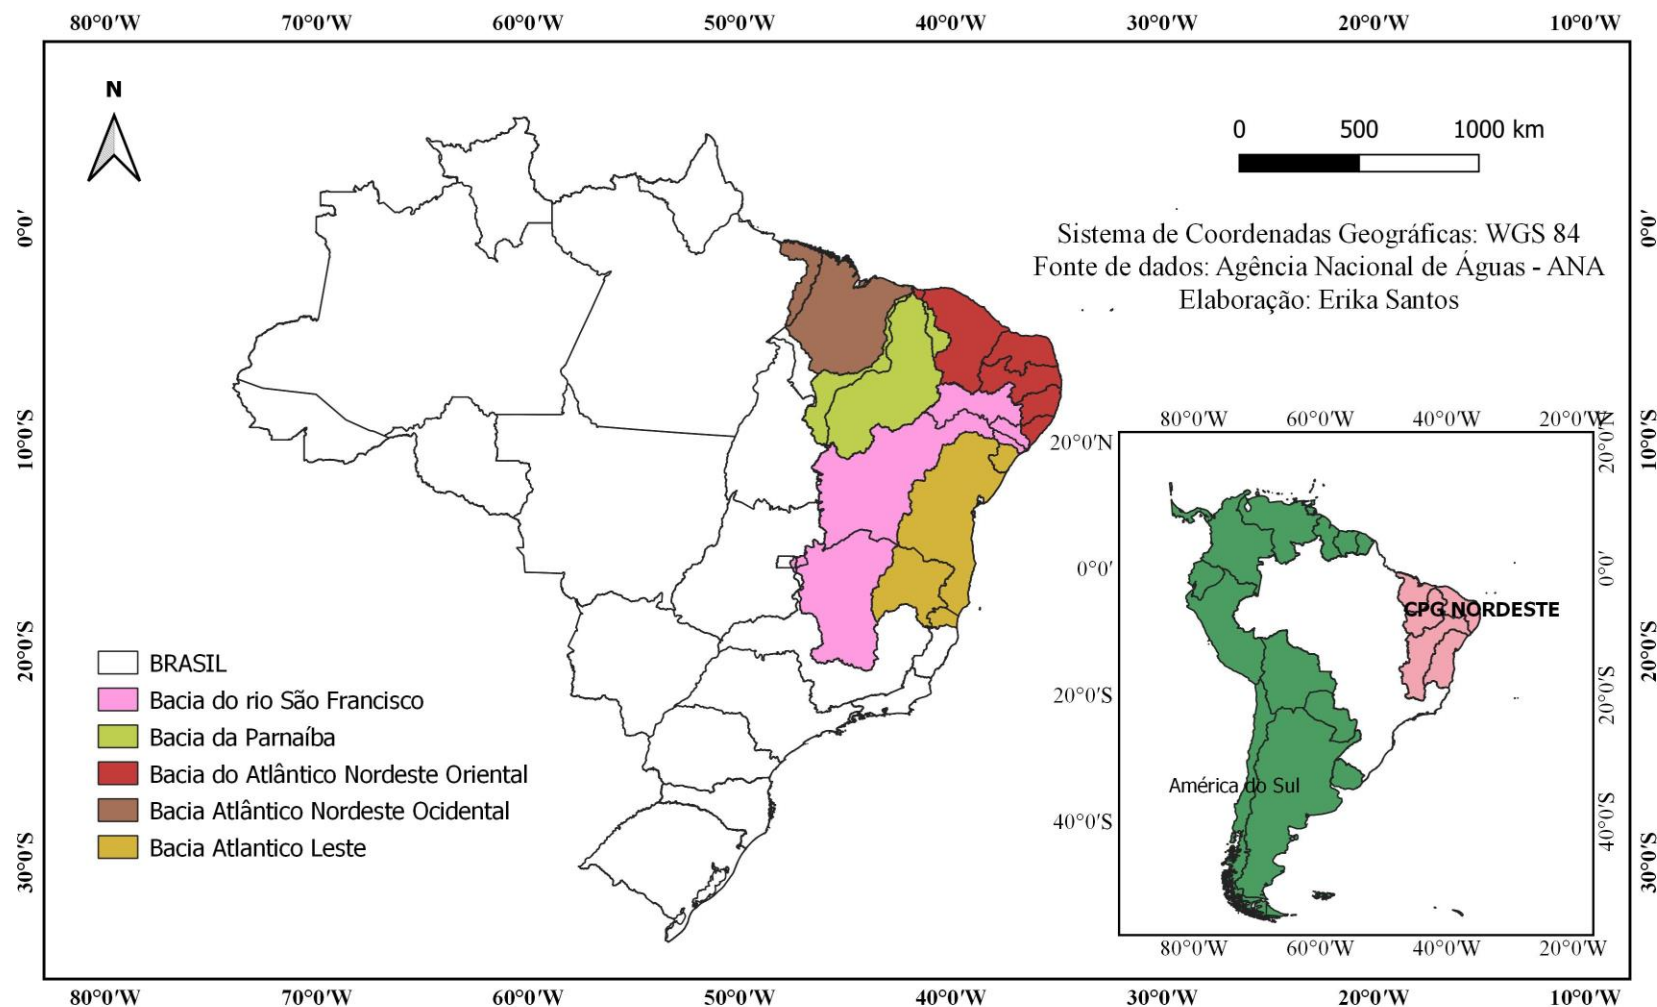 80°0'W 70°0'W 60°0'W 50°0'W 40°0'W 30°0'W 20°0'W 10°0'W
N
0 500 1000 km
0°0'
0°0'
Sistema de Coordenadas Geográficas: WGS 84
Fonte de dados: Agência Nacional de Águas - ANA
Elaboração: Erika Santos
10°0'S
10°0'S
80°0'W 60°0'W 40°0'W 20°0'W
20°0'N
20°0'N
0°0'
0°0'
CPG NORDESTE
20°0'S
20°0'S
BRASIL
Bacia do rio São Francisco
Bacia da Parnaíba
Bacia do Atlântico Nordeste Oriental
Bacia Atlântico Nordeste Ocidental
Bacia Atlantico Leste
20°0'S
20°0'S
América do Sul
40°0'S
40°0'S
30°0'S
30°0'S
80°0'W 60°0'W 40°0'W 20°0'W
80°0'W 70°0'W 60°0'W 50°0'W 40°0'W 30°0'W 20°0'W 10°0'W